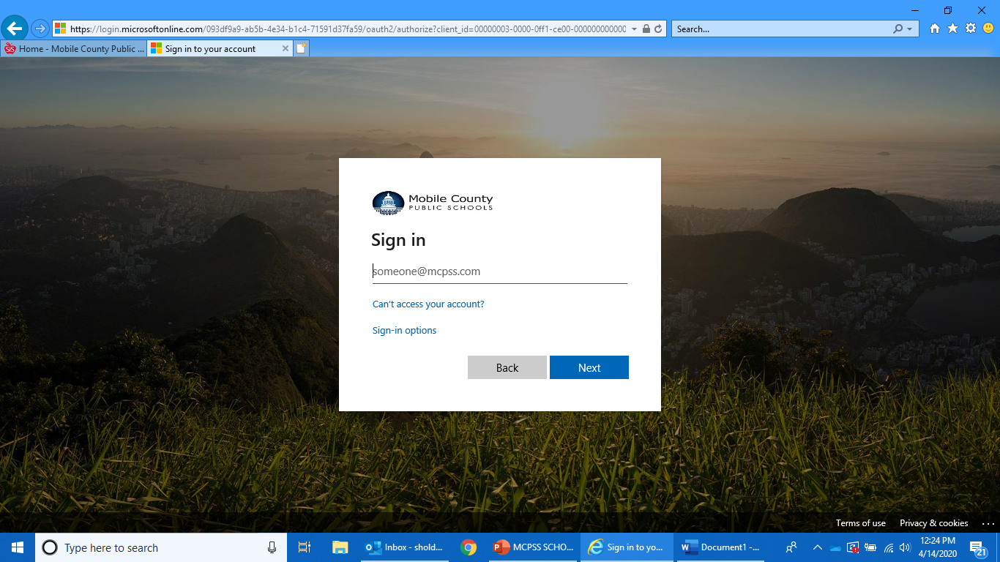 https://login.microsoftonline.com/093df9a9-ab5b-4e34-b1c4-71591d37fa59/oauth2/authorize?client_id=00000003-0000-0ff1-ce00-000000000000
Search...
SiS Home - Mobile County Public ...
Sign in to your account
Mobile County
PUBLIC SCHOOLS
Sign in
someone@mcpss.com
Can't access your account?
Sign-in options
Back
Next
Terms of use
Privacy & cookies
...
Type here to search
Inbox - shold...
MCPSS SCHO...
Sign in to yo...
Document1 -...
12:24 PM
4/14/2020
21